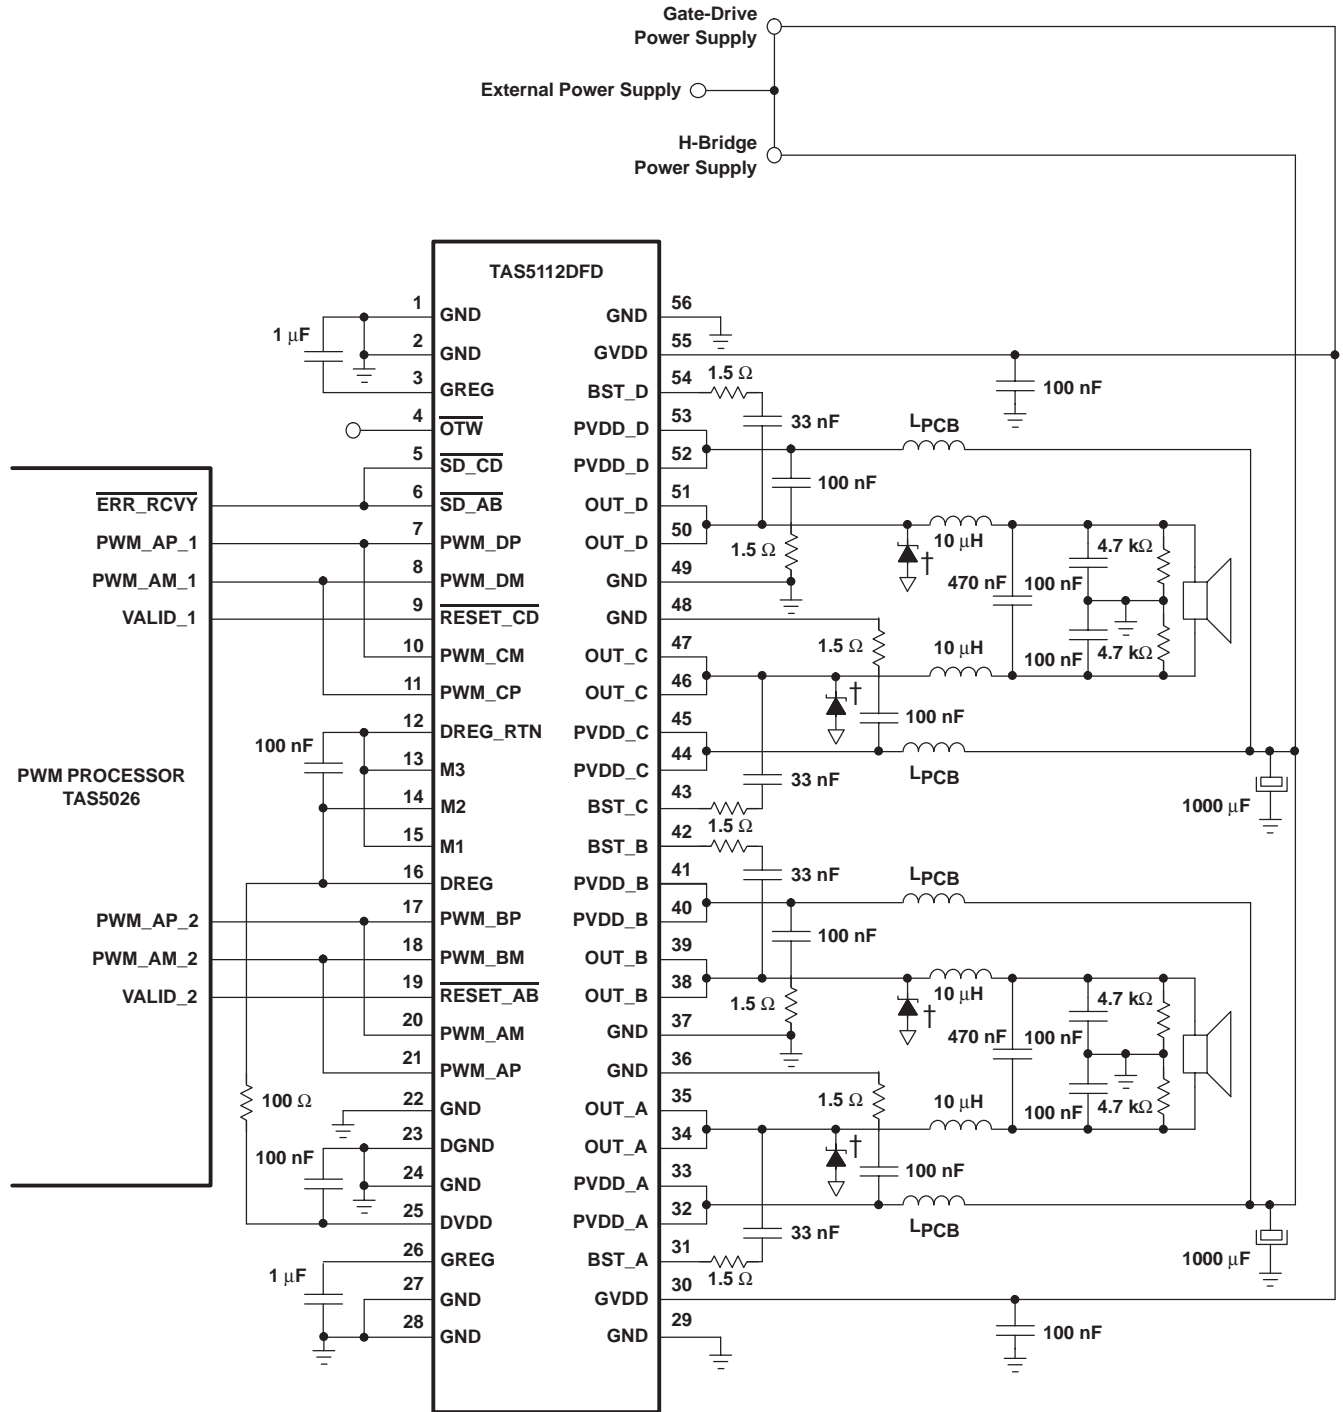 Gate-Drive
Power Supply
External Power Supply
H-Bridge
Power Supply
TAS5112DFD
1 GND
2 GND
3 GREG
4 OTW
5 SD_CD
6 SD_AB
7 PWM_DP
8 PWM_DM
9 RESET_CD
10 PWM_CM
11 PWM_CP
12 DREG_RTN
13 M3
14 M2
15 M1
16 DREG
17 PWM_BP
18 PWM_BM
19 RESET_AB
20 PWM_AM
21 PWM_AP
22 GND
23 DGND
24 GND
25 DVDD
26 GREG
27 GND
28 GND
GND 56
GVDD 55
BST_D 54
PVDD_D 53
PVDD_D 52
OUT_D 51
OUT_D 50
GND 49
GND 48
OUT_C 47
OUT_C 46
PVDD_C 45
PVDD_C 44
BST_C 43
BST_B 42
PVDD_B 41
PVDD_B 40
OUT_B 39
OUT_B 38
GND 37
GND 36
OUT_A 35
OUT_A 34
PVDD_A 33
PVDD_A 32
BST_A 31
GVDD 30
GND 29
ERR_RCVY
PWM_AP_1
PWM_AM_1
VALID_1
PWM PROCESSOR
TAS5026
PWM_AP_2
PWM_AM_2
VALID_2
1 μF
100 nF
100 Ω
100 nF
1 μF
1.5 Ω
100 nF
33 nF
LPCB
100 nF
1.5 Ω
†
10 μH
470 nF
100 nF
4.7 kΩ
1.5 Ω
10 μH
100 nF
4.7 kΩ
†
100 nF
LPCB
33 nF
1.5 Ω
1000 μF
1.5 Ω
33 nF
LPCB
100 nF
1.5 Ω
†
10 μH
470 nF
100 nF
4.7 kΩ
1.5 Ω
10 μH
100 nF
4.7 kΩ
†
100 nF
LPCB
33 nF
1.5 Ω
1000 μF
100 nF